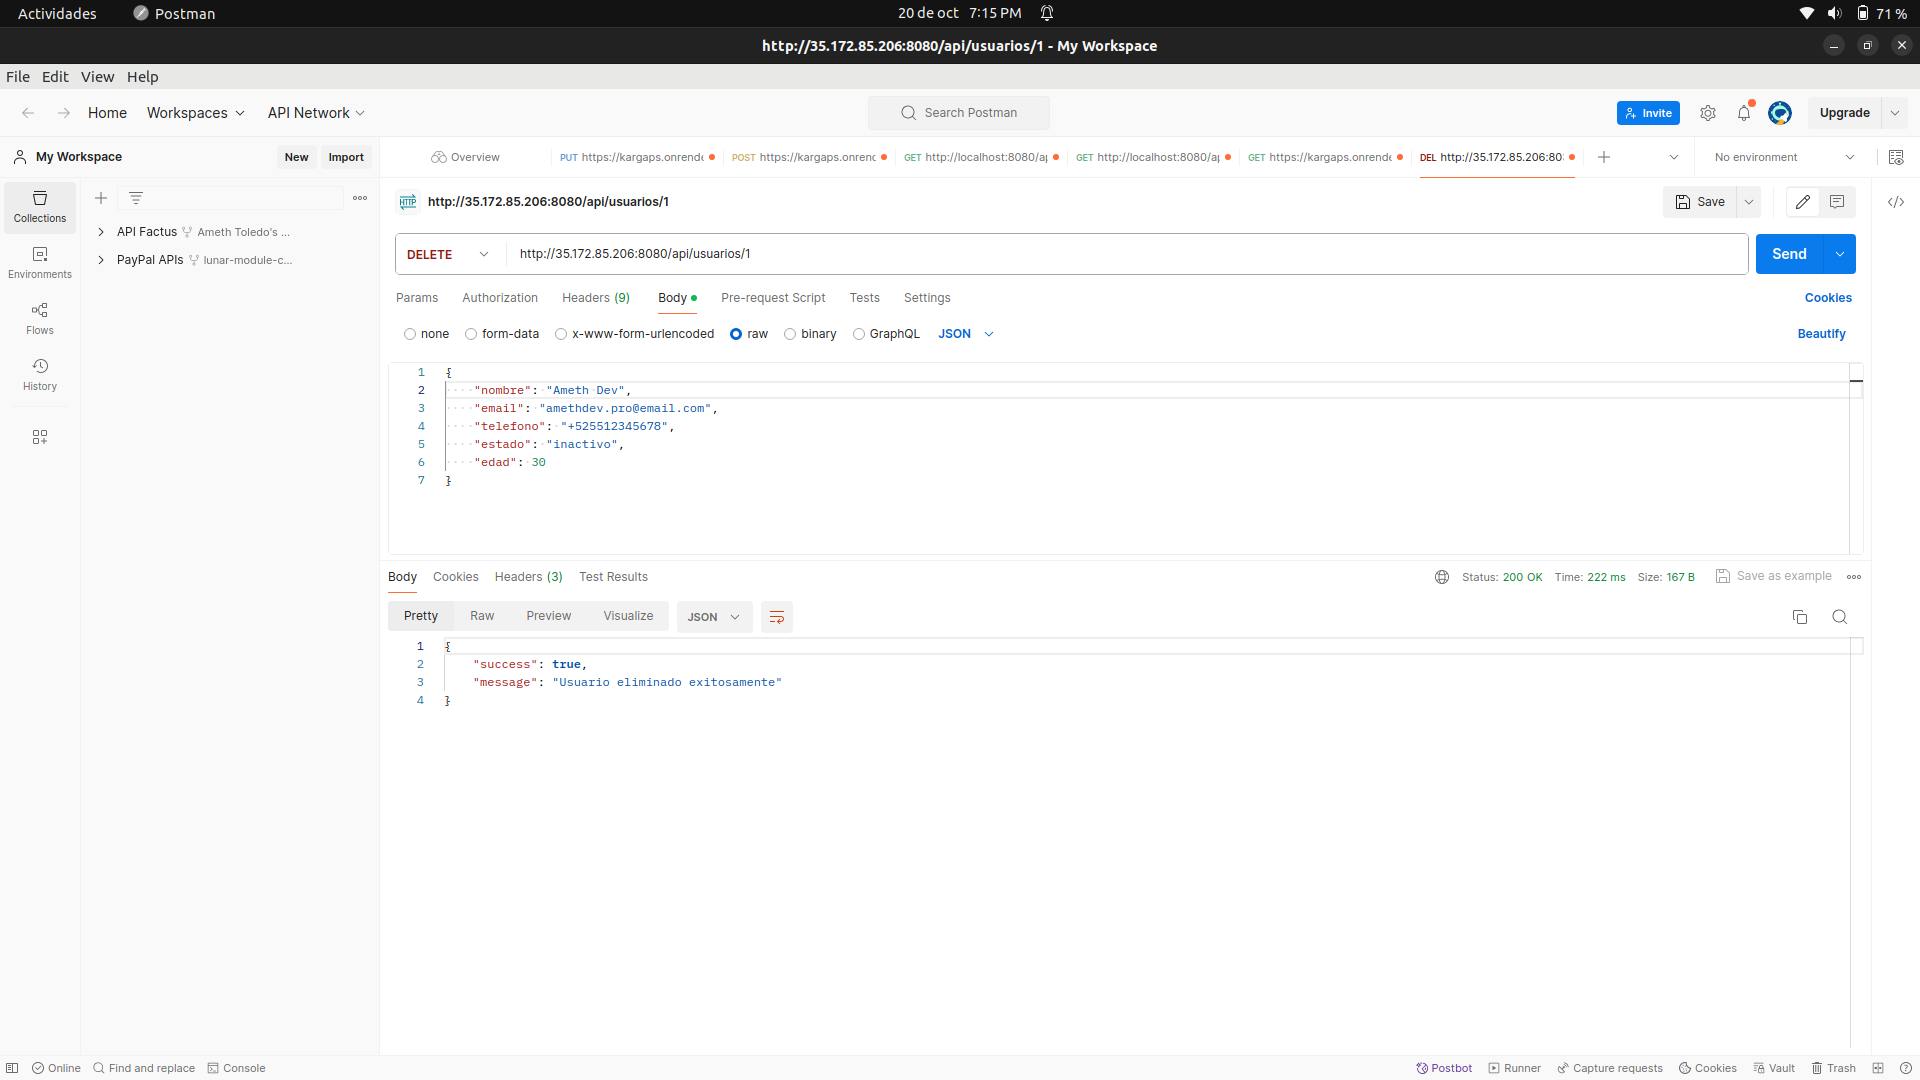 Actividades Postman 20 de oct 7:15 PM 71 %
http://35.172.85.206:8080/api/usuarios/1 - My Workspace
File Edit View Help
Home Workspaces API Network Search Postman Invite Upgrade
My Workspace New Import Overview PUT https://kargaps.onrende POST https://kargaps.onrenc GET http://localhost:8080/a GET http://localhost:8080/a GET https://kargaps.onrende DEL http://35.172.85.206:80 No environment
Collections
Environments
Flows
History
API Factus Ameth Toledo's ...
PayPal APIs lunar-module-c...
HTTP http://35.172.85.206:8080/api/usuarios/1 Save
DELETE http://35.172.85.206:8080/api/usuarios/1 Send
Params Authorization Headers (9) Body Pre-request Script Tests Settings Cookies
none form-data x-www-form-urlencoded raw binary GraphQL JSON Beautify
1 {
2 "nombre": "Ameth Dev",
3 "email": "amethdev.pro@email.com",
4 "telefono": "+525512345678",
5 "estado": "inactivo",
6 "edad": 30
7 }
Body Cookies Headers (3) Test Results Status: 200 OK Time: 222 ms Size: 167 B Save as example
Pretty Raw Preview Visualize JSON
1 {
2 "success": true,
3 "message": "Usuario eliminado exitosamente"
4 }
Online Find and replace Console Postbot Runner Capture requests Cookies Vault Trash